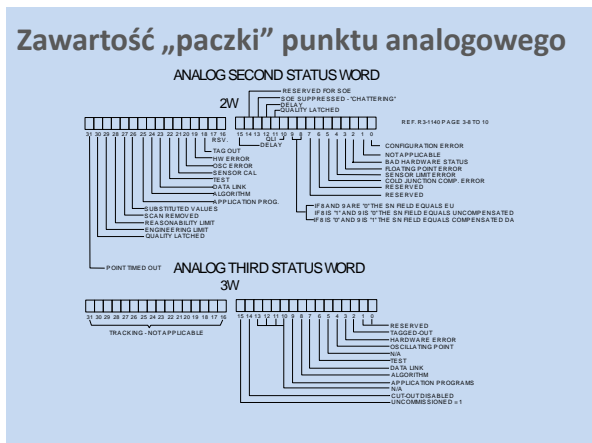 Zawartość „paczki” punktu analogowego
ANALOG SECOND STATUS WORD
2W
RESERVED FOR SOE
SOE SUPPRESSED - "CHATTERING"
DELAY
QUALITY LATCHED
REF. R3-1140 PAGE 3-8 TO 10
31 30 29 28 27 26 25 24 23 22 21 20 19 18 17 16
15 14 13 12 11 10 9 8 7 6 5 4 3 2 1 0
RSV.
QLI
DELAY
TAG OUT
HW ERROR
OSC ERROR
SENSOR CAL
TEST
DATA LINK
ALGORITHM
APPLICATION PROG.
SUBSTITUTED VALUES
SCAN REMOVED
REASONABILITY LIMIT
ENGINEERING LIMIT
QUALITY LATCHED
POINT TIMED OUT
CONFIGURATION ERROR
NOT APPLICABLE
BAD HARDWARE STATUS
FLOATING POINT ERROR
SENSOR LIMIT ERROR
COLD JUNCTION COMP. ERROR
RESERVED
RESERVED
IF 8 AND 9 ARE "0" THE SN FIELD EQUALS EU
IF 8 IS "1" AND 9 IS "0" THE SN FIELD EQUALS UNCOMPENSATED
IF 8 IS "0" AND 9 IS "1" THE SN FIELD EQUALS COMPENSATED DA
ANALOG THIRD STATUS WORD
3W
31 30 29 28 27 26 25 24 23 22 21 20 19 18 17 16
15 14 13 12 11 10 9 8 7 6 5 4 3 2 1 0
TRACKING - NOT APPLICABLE
RESERVED
TAGGED-OUT
HARDWARE ERROR
OSCILLATING POINT
N/A
TEST
DATA LINK
ALGORITHM
APPLICATION PROGRAMS
N/A
CUT-OUT DISABLED
UNCOMMISSIONED = 1